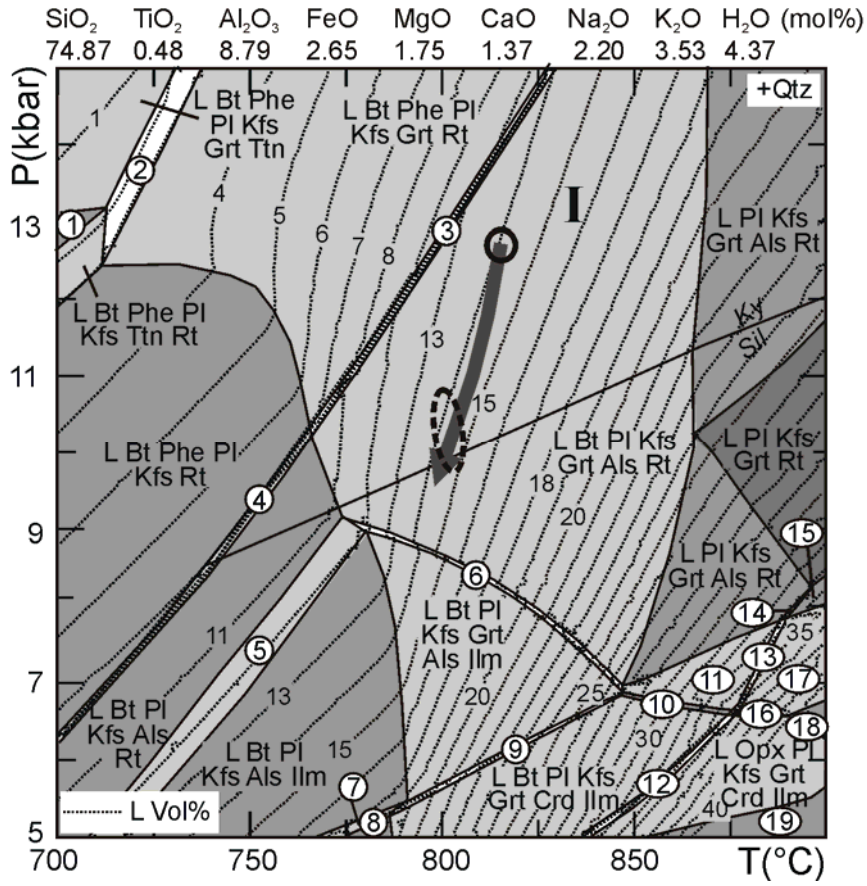 SiO₂ TiO₂ Al₂O₃ FeO MgO CaO Na₂O K₂O H₂O (mol%)
74.87 0.48 8.79 2.65 1.75 1.37 2.20 3.53 4.37
P(kbar)
+Qtz
L Bt Phe
Pl Kfs
Grt Ttn
L Bt Phe Pl
Kfs Grt Rt
1
2
1
4
5
6
7
8
3
I
13
13
L Pl Kfs
Grt Als Rt
L Bt Phe Pl
Kfs Ttn Rt
Ky
Sil
11
13
15
L Bt Phe Pl
Kfs Rt
L Bt Pl Kfs
Grt Als Rt
L Pl Kfs
Grt Rt
4
18
20
9
15
6
L Pl Kfs
Grt Als Rt
L Bt Pl
Kfs Grt
Als Ilm
11
5
14
35
13
7
20
25
11
17
10
16
18
L Bt Pl
Kfs Als
Rt
13
L Bt Pl
Kfs Als Ilm
15
9
30
L Opx Pl
Kfs Grt
Crd Ilm
L Bt Pl Kfs
Grt Crd Ilm
12
7
8
40
19
L Vol%
5
700
750
800
850
T(°C)